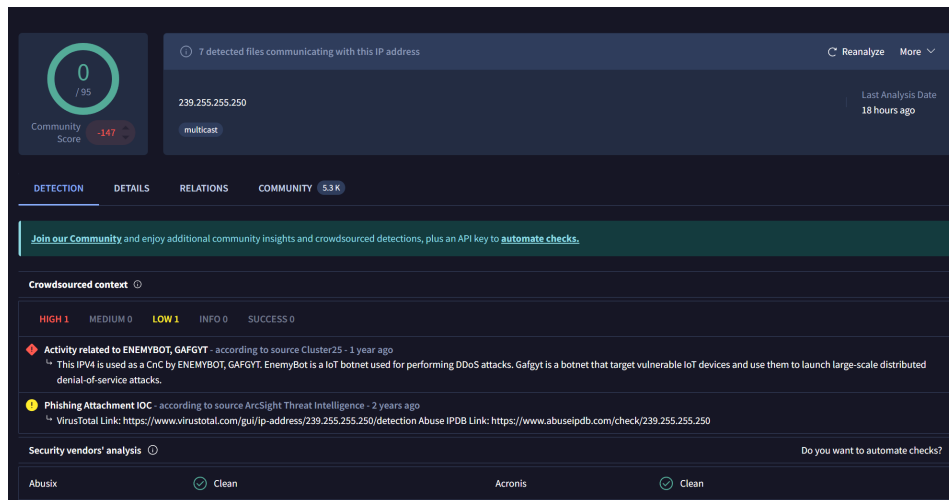 7 detected files communicating with this IP address
Reanalyze More
0
/ 95
Community
Score
-147
239.255.255.250
multicast
Last Analysis Date
18 hours ago
DETECTION DETAILS RELATIONS COMMUNITY 5.3 K
Join our Community and enjoy additional community insights and crowdsourced detections, plus an API key to automate checks.
Crowdsourced context
HIGH 1 MEDIUM 0 LOW 1 INFO 0 SUCCESS 0
Activity related to ENEMYBOT, GAFGYT - according to source Cluster25 - 1 year ago
This IPV4 is used as a CnC by ENEMYBOT, GAFGYT. EnemyBot is a IoT botnet used for performing DDoS attacks. Gafgyt is a botnet that target vulnerable IoT devices and use them to launch large-scale distributed
denial-of-service attacks.
Phishing Attachment IOC - according to source ArcSight Threat Intelligence - 2 years ago
VirusTotal Link: https://www.virustotal.com/gui/ip-address/239.255.255.250/detection Abuse IPDB Link: https://www.abuseipdb.com/check/239.255.255.250
Security vendors' analysis Do you want to automate checks?
Abusix Clean Acronis Clean